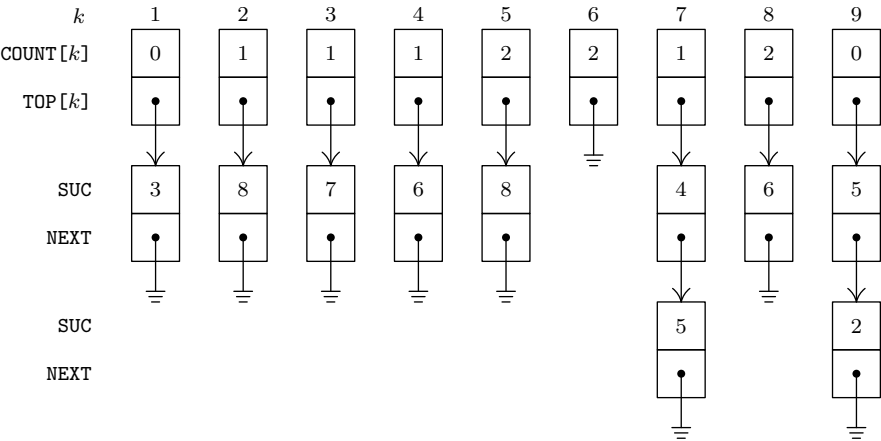 k 1 2 3 4 5 6 7 8 9
COUNT[k] 0 1 1 1 2 2 1 2 0
TOP[k]
SUC 3 8 7 6 8 4 6 5
NEXT
SUC 5 2
NEXT